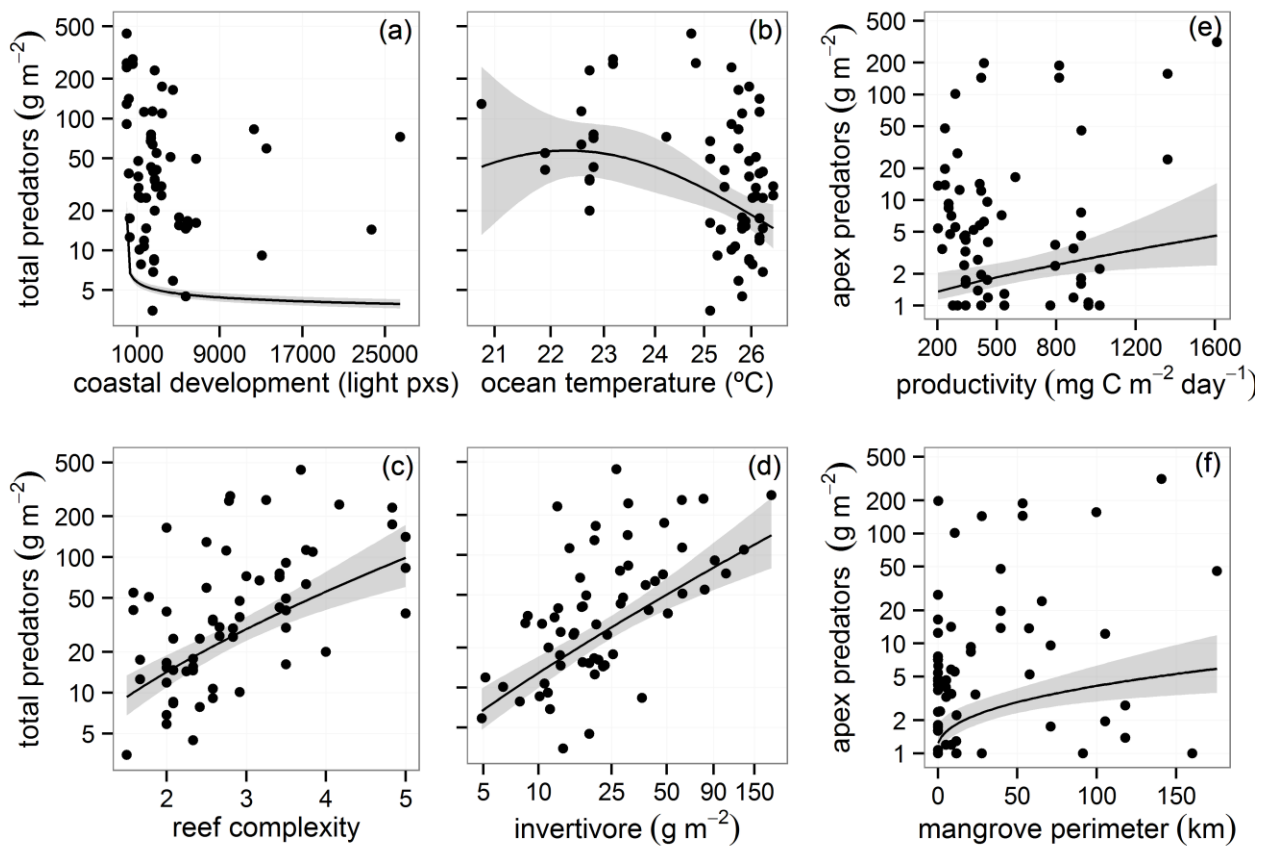 (a)
500
200
100
50
20
10
5
total predators (g m−2)
1000 9000 17000 25000
coastal development (light pxs)
(b)
21 22 23 24 25 26
ocean temperature (ºC)
(e)
500
200
100
50
20
10
5
2
1
apex predators (g m−2)
200 500 800 1200 1600
productivity (mg C m−2 day−1)
(c)
500
200
100
50
20
10
5
total predators (g m−2)
2 3 4 5
reef complexity
(d)
5 10 25 50 90 150
invertivore (g m−2)
(f)
500
200
100
50
20
10
5
2
1
apex predators (g m−2)
0 50 100 150
mangrove perimeter (km)